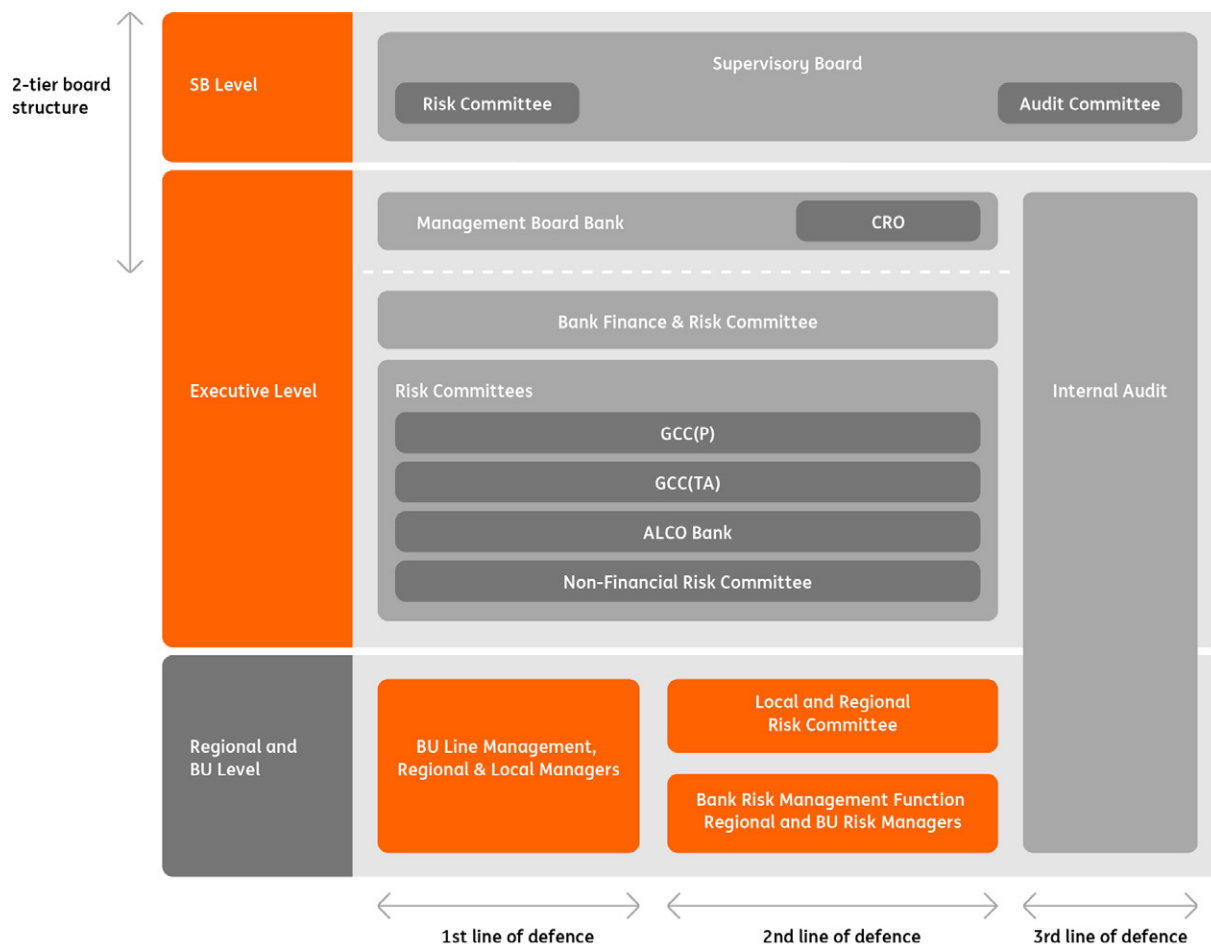 2-tier board
structure
SB Level
Supervisory Board
Risk Committee
Audit Committee
Management Board Bank
CRO
Bank Finance & Risk Committee
Executive Level
Risk Committees
Internal Audit
GCC(P)
GCC(TA)
ALCO Bank
Non-Financial Risk Committee
Regional and
BU Level
BU Line Management,
Regional & Local Managers
Local and Regional
Risk Committee
Bank Risk Management Function
Regional and BU Risk Managers
1st line of defence
2nd line of defence
3rd line of defence